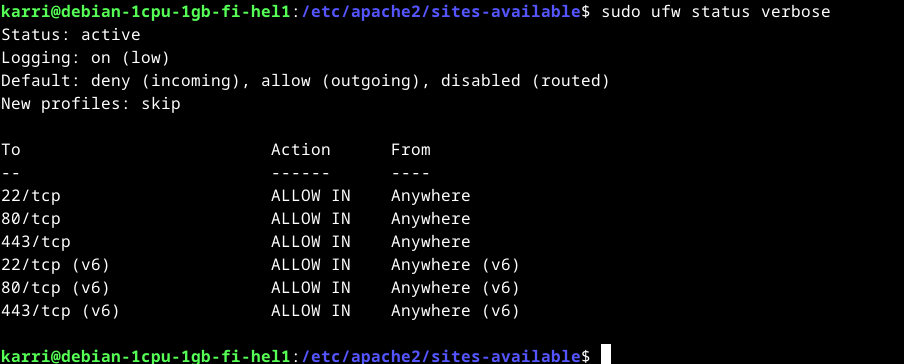 karri@debian-1cpu-1gb-fi-hel1:/etc/apache2/sites-available$ sudo ufw status verbose
Status: active
Logging: on (low)
Default: deny (incoming), allow (outgoing), disabled (routed)
New profiles: skip

To                         Action      From
--                         ------      ----
22/tcp                     ALLOW IN    Anywhere
80/tcp                     ALLOW IN    Anywhere
443/tcp                    ALLOW IN    Anywhere
22/tcp (v6)                ALLOW IN    Anywhere (v6)
80/tcp (v6)                ALLOW IN    Anywhere (v6)
443/tcp (v6)               ALLOW IN    Anywhere (v6)

karri@debian-1cpu-1gb-fi-hel1:/etc/apache2/sites-available$